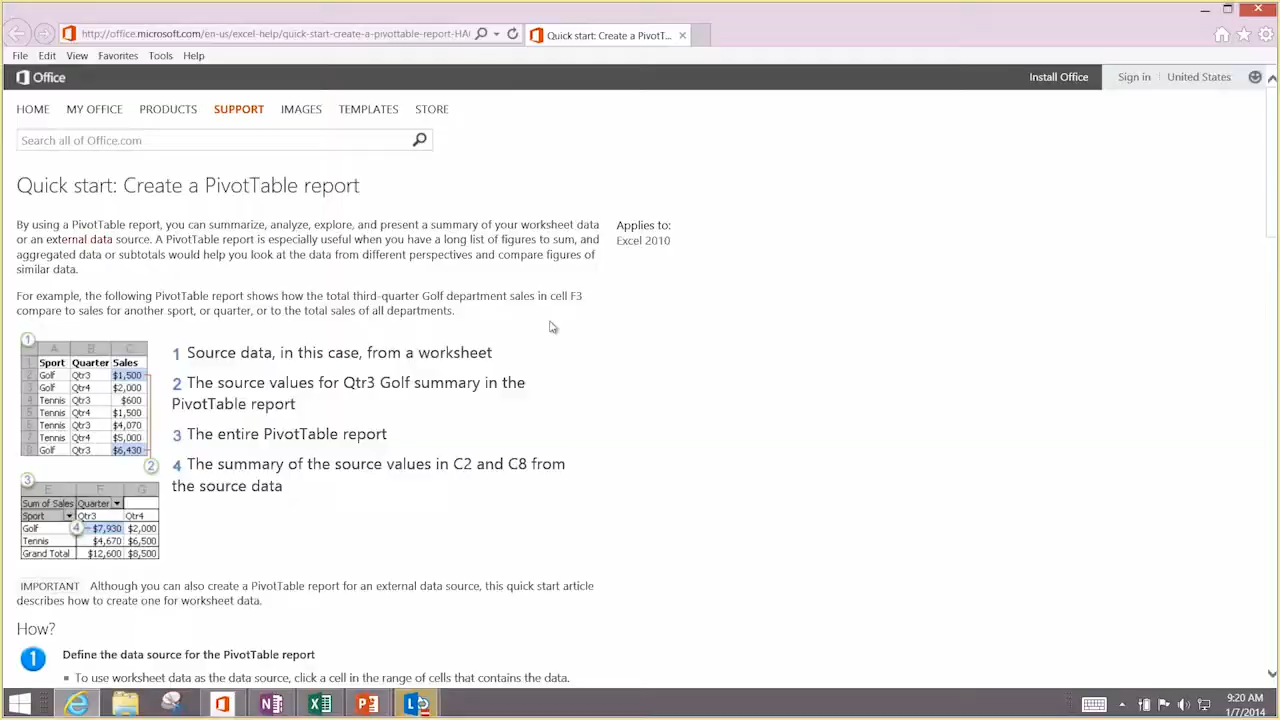 http://office.microsoft.com/en-us/excel-help/quick-start-create-a-pivottable-report-HA
Quick start: Create a PivotT...
File Edit View Favorites Tools Help
Office
Install Office
Sign in
United States
HOME MY OFFICE PRODUCTS SUPPORT IMAGES TEMPLATES STORE
Search all of Office.com
Quick start: Create a PivotTable report
By using a PivotTable report, you can summarize, analyze, explore, and present a summary of your worksheet data
or an external data source. A PivotTable report is especially useful when you have a long list of figures to sum, and
aggregated data or subtotals would help you look at the data from different perspectives and compare figures of
similar data.
Applies to:
Excel 2010
For example, the following PivotTable report shows how the total third-quarter Golf department sales in cell F3
compare to sales for another sport, or quarter, or to the total sales of all departments.
1
A B C
1 Sport Quarter Sales
2 Golf Qtr3 $1,500
3 Golf Qtr4 $2,000
4 Tennis Qtr3 $600
5 Tennis Qtr4 $1,500
6 Tennis Qtr3 $4,070
7 Tennis Qtr4 $5,000
8 Golf Qtr3 $6,430
2
3
E F G
Sum of Sales Quarter
Sport Qtr3 Qtr4
Golf 4 $7,930 $2,000
Tennis $4,670 $6,500
Grand Total $12,600 $8,500
1 Source data, in this case, from a worksheet
2 The source values for Qtr3 Golf summary in the
PivotTable report
3 The entire PivotTable report
4 The summary of the source values in C2 and C8 from
the source data
IMPORTANT Although you can also create a PivotTable report for an external data source, this quick start article
describes how to create one for worksheet data.
How?
1 Define the data source for the PivotTable report
To use worksheet data as the data source, click a cell in the range of cells that contains the data.
9:20 AM
1/7/2014